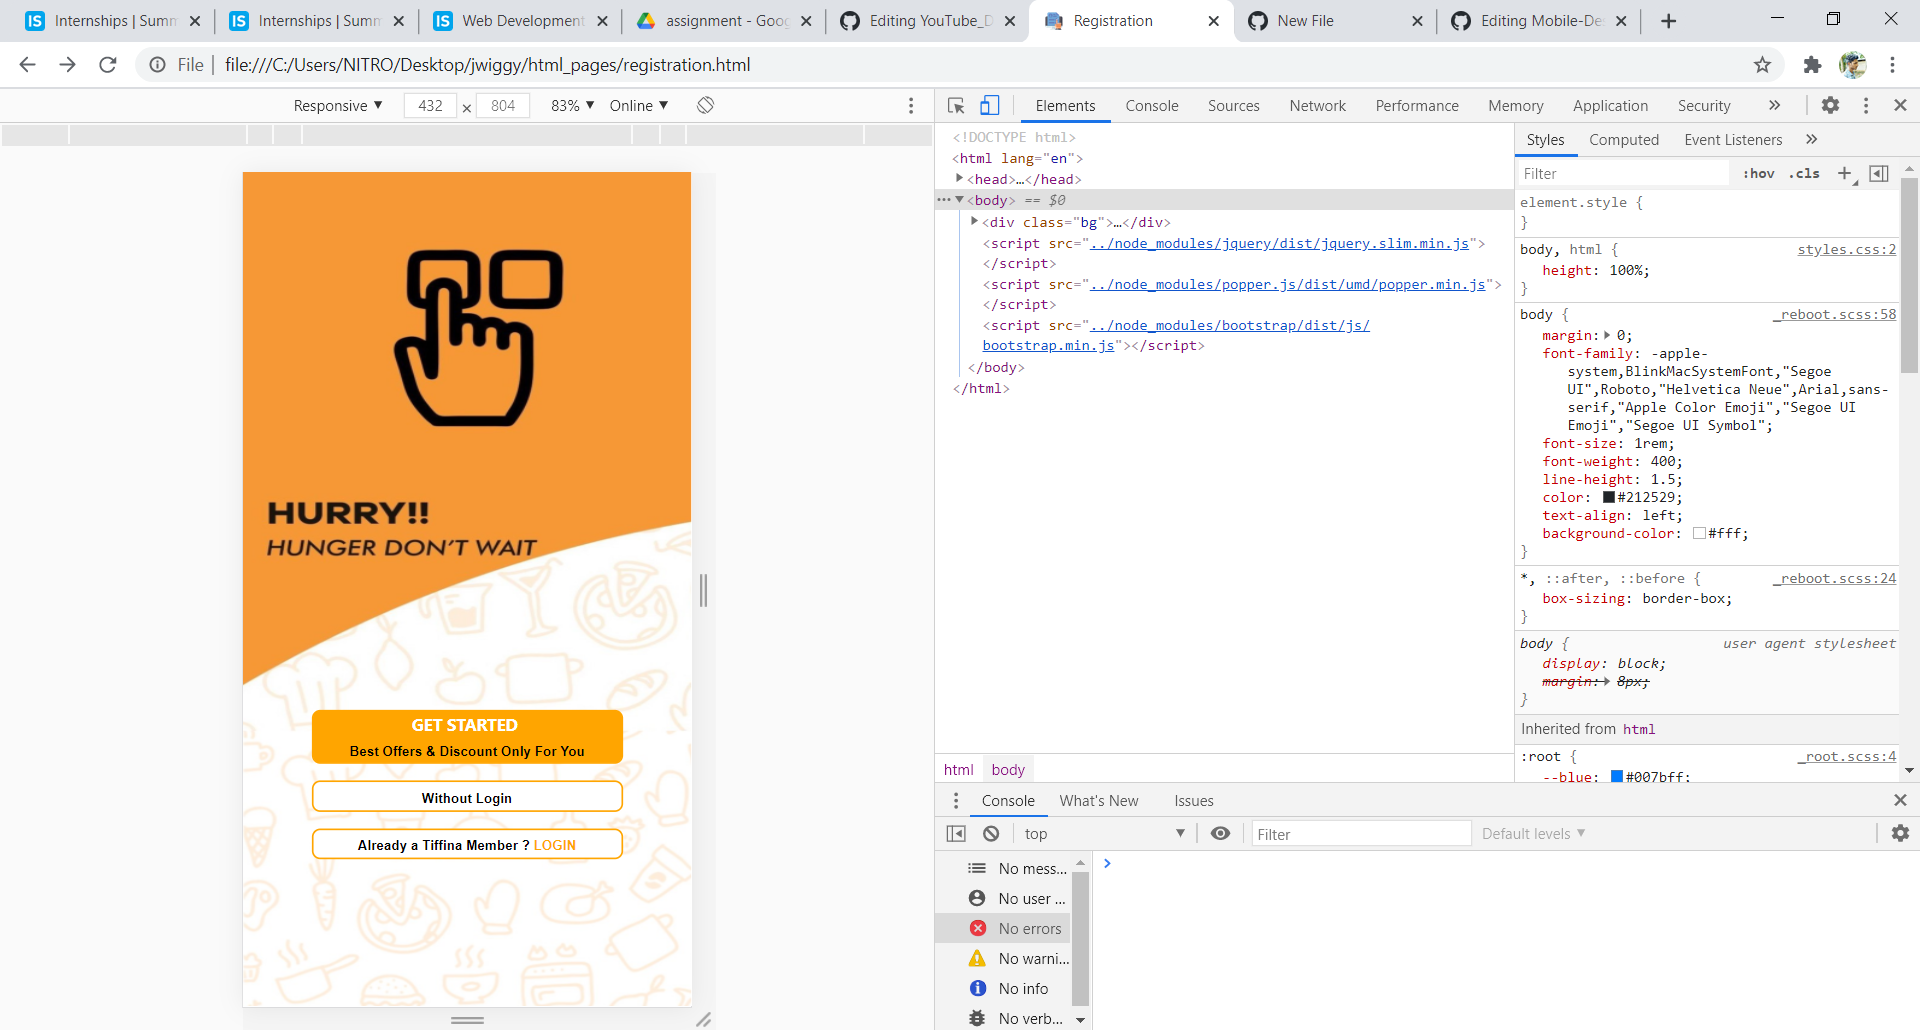 Internships | Summ
Internships | Summ
Web Development
assignment - Goog
Editing YouTube_D
Registration
New File
Editing Mobile-De
File
file:///C:/Users/NITRO/Desktop/jwiggy/html_pages/registration.html
Responsive ▼ 432 × 804 83% ▼ Online ▼
HURRY!!
HUNGER DON'T WAIT
GET STARTED
Best Offers & Discount Only For You
Without Login
Already a Tiffina Member ? LOGIN
Elements Console Sources Network Performance Memory Application Security »
<!DOCTYPE html>
<html lang="en">
▶<head>…</head>
··· ▼<body> == $0
▶<div class="bg">…</div>
<script src="../node_modules/jquery/dist/jquery.slim.min.js">
</script>
<script src="../node_modules/popper.js/dist/umd/popper.min.js">
</script>
<script src="../node_modules/bootstrap/dist/js/
bootstrap.min.js"></script>
</body>
</html>
html body
Styles Computed Event Listeners »
Filter :hov .cls +
element.style {
}
body, html { styles.css:2
height: 100%;
}
body { _reboot.scss:58
margin: ▶ 0;
font-family: -apple-
system,BlinkMacSystemFont,"Segoe
UI",Roboto,"Helvetica Neue",Arial,sans-
serif,"Apple Color Emoji","Segoe UI
Emoji","Segoe UI Symbol";
font-size: 1rem;
font-weight: 400;
line-height: 1.5;
color: #212529;
text-align: left;
background-color: #fff;
}
*, ::after, ::before { _reboot.scss:24
box-sizing: border-box;
}
body { user agent stylesheet
display: block;
margin: ▶ 8px;
}
Inherited from html
:root { _root.scss:4
--blue: #007bff;
Console What's New Issues
top ▼ Filter Default levels ▼
No mess...
No user ...
No errors
No warni...
No info
No verb...
>